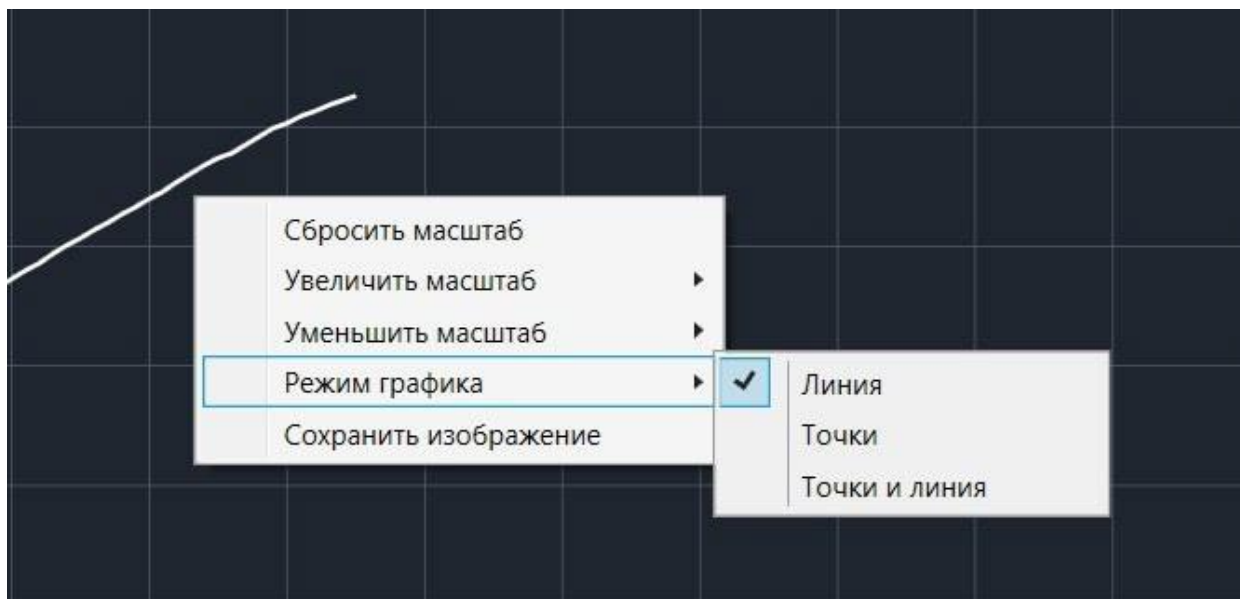 Сбросить масштаб
Увеличить масштаб
Уменьшить масштаб
Режим графика
Сохранить изображение
Линия
Точки
Точки и линия